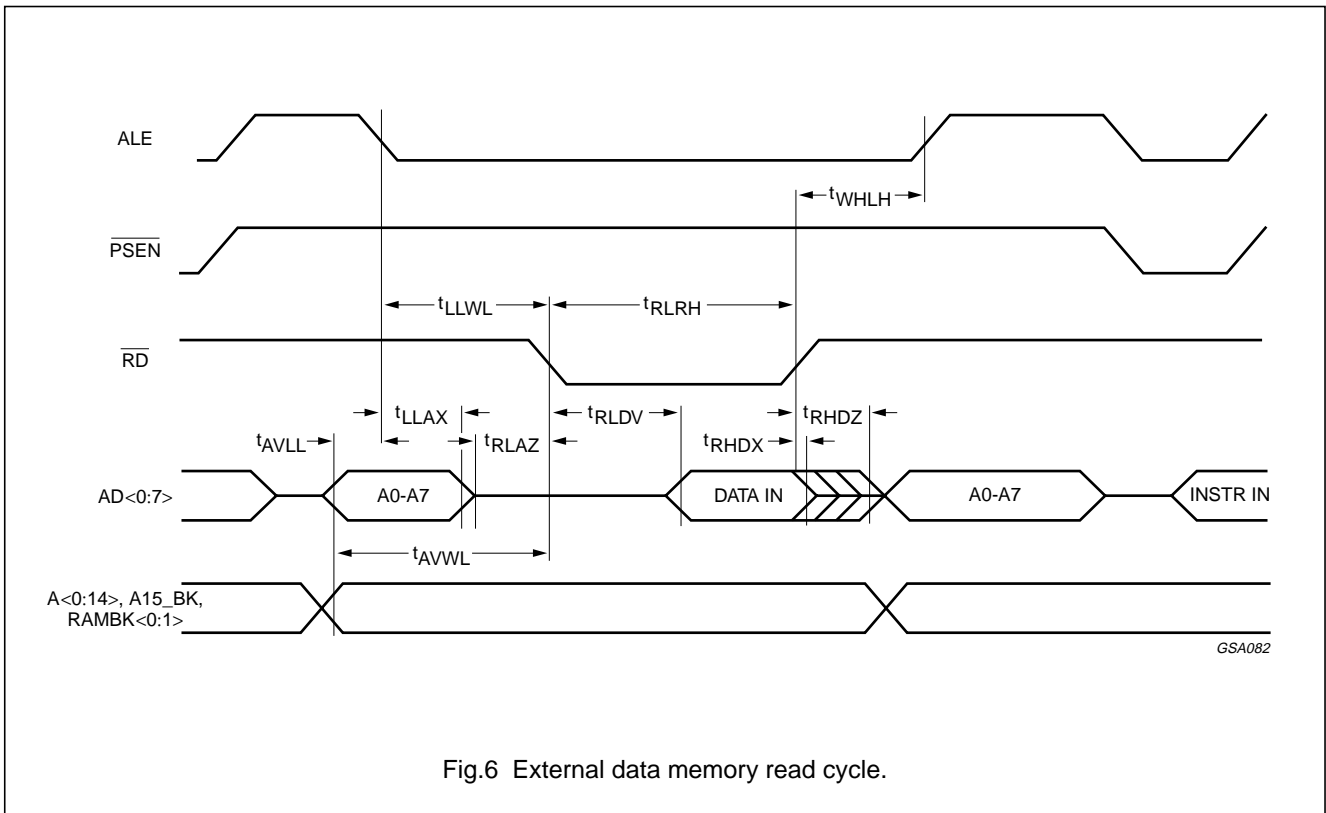 ALE
tWHLH
PSEN
tLLWL
tRLRH
RD
tLLAX
tRLDV
tRHDZ
tAVLL
tRLAZ
tRHDX
AD<0:7>
A0-A7
DATA IN
A0-A7
INSTR IN
tAVWL
A<0:14>, A15_BK,
RAMBK<0:1>
GSA082
Fig.6 External data memory read cycle.